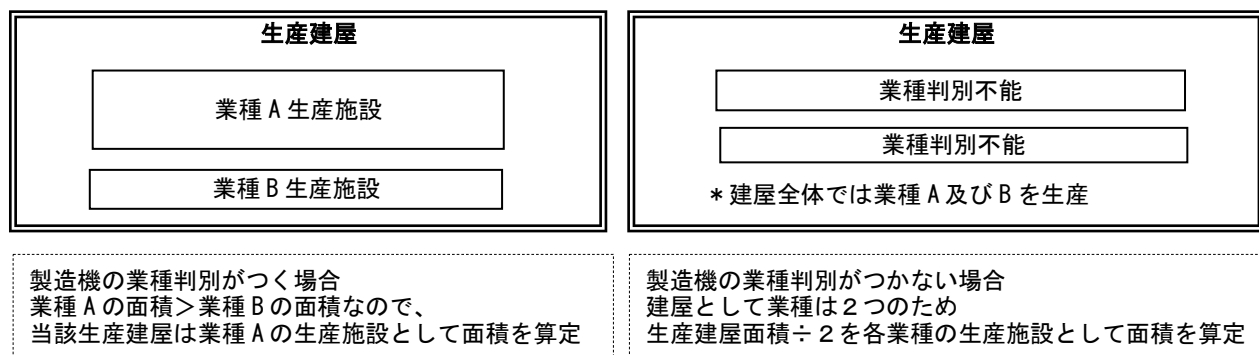 生産建屋
業種A生産施設
業種B生産施設
製造機の業種判別がつく場合
業種Aの面積>業種Bの面積なので、
当該生産建屋は業種Aの生産施設として面積を算定
生産建屋
業種判別不能
業種判別不能
*建屋全体では業種A及びBを生産
製造機の業種判別がつかない場合
建屋として業種は2つのため
生産建屋面積÷2を各業種の生産施設として面積を算定